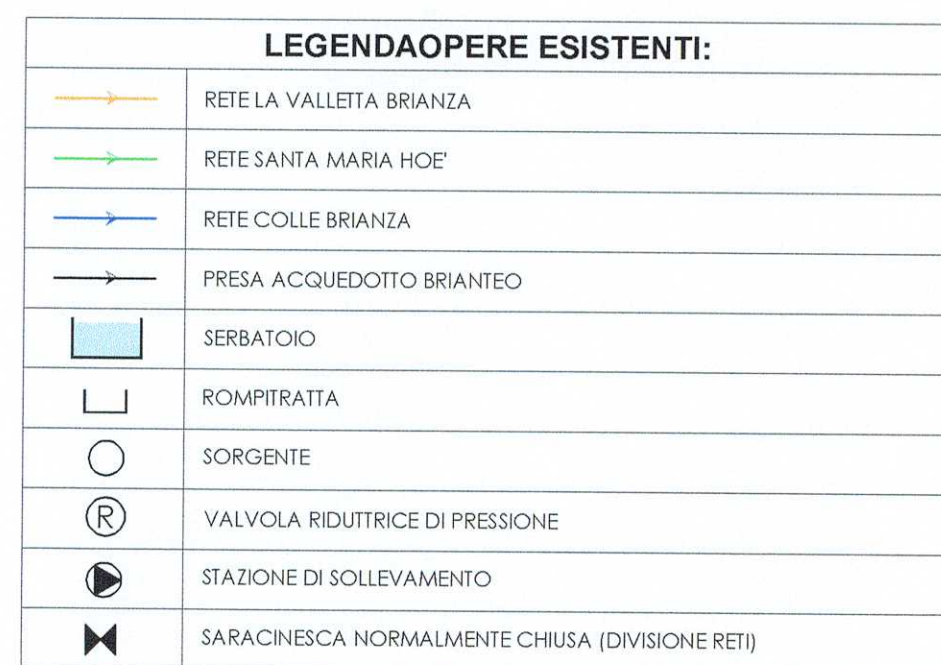 LEGENDAOPERE ESISTENTI:
RETE LA VALLETTA BRIANZA
RETE SANTA MARIA HOE'
RETE COLLE BRIANZA
PRESA ACQUEDOTTO BRIANTEO
SERBATOIO
ROMPITRATTA
SORGENTE
R VALVOLA RIDUTTRICE DI PRESSIONE
STAZIONE DI SOLLEVAMENTO
SARACINESCA NORMALMENTE CHIUSA (DIVISIONE RETI)